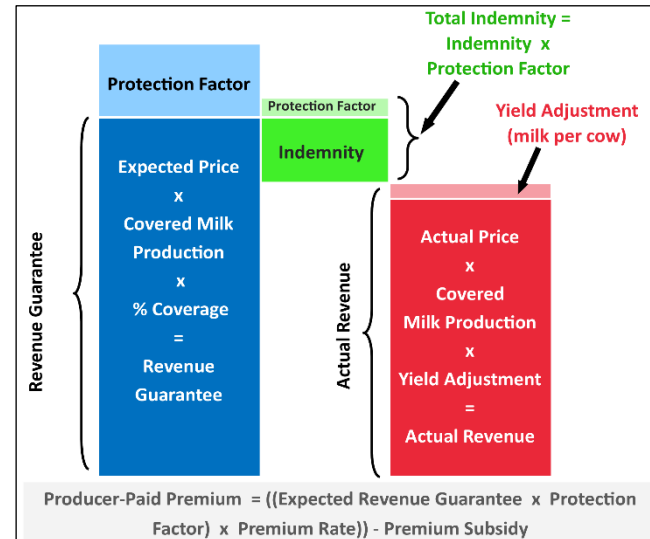 Total Indemnity =
Indemnity x
Protection Factor
Protection Factor
Protection Factor
Yield Adjustment
(milk per cow)
Indemnity
Revenue Guarantee
Expected Price
x
Covered Milk
Production
x
% Coverage
=
Revenue
Guarantee
Actual Revenue
Actual Price
x
Covered
Milk Production
x
Yield Adjustment
=
Actual Revenue
Producer-Paid Premium = ((Expected Revenue Guarantee x Protection
Factor) x Premium Rate)) - Premium Subsidy